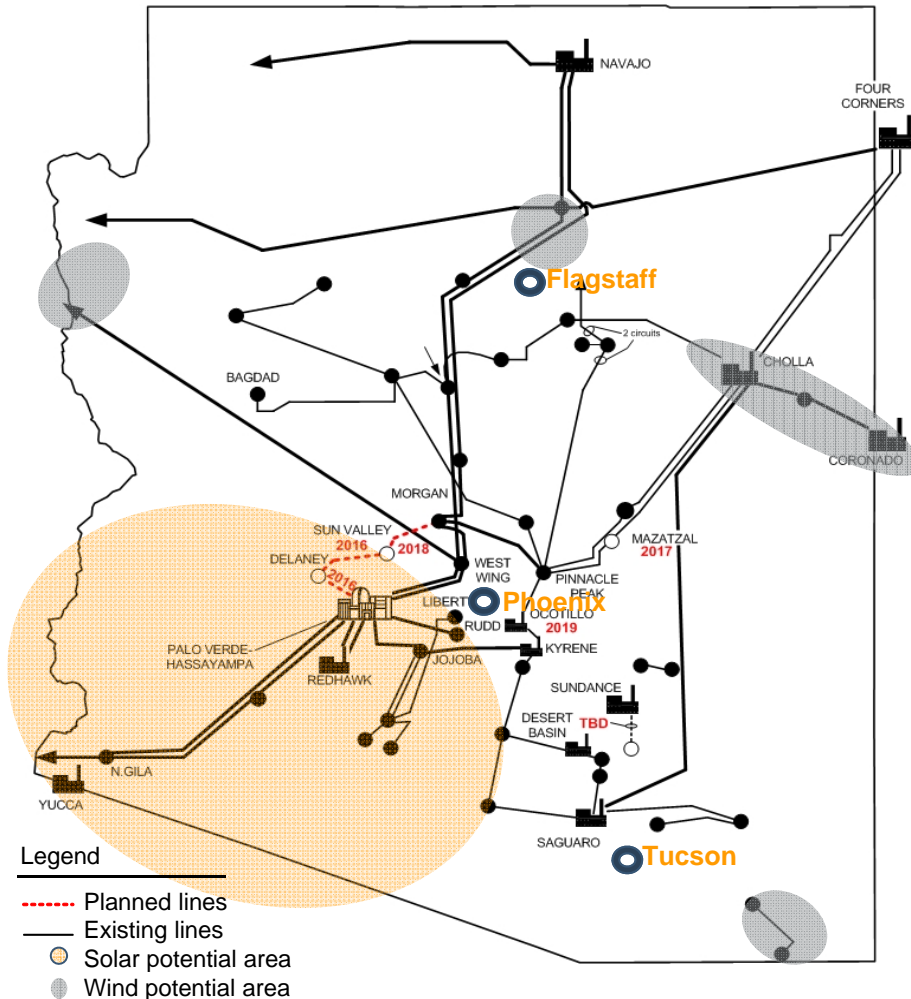 NAVAJO
FOUR
CORNERS
Flagstaff
2 circuits
CHOLLA
BAGDAD
CORONADO
MORGAN
SUN VALLEY
2016
2018
MAZATZAL
2017
DELANEY
2016
WEST
WING
PINNACLE
PEAK
LIBERT
Phoenix
OCOTILLO
2019
RUDD
PALO VERDE-
HASSAYAMPA
KYRENE
JOJOBA
REDHAWK
SUNDANCE
DESERT
BASIN
TBD
N.GILA
YUCCA
SAGUARO
Tucson
Legend
Planned lines
Existing lines
Solar potential area
Wind potential area